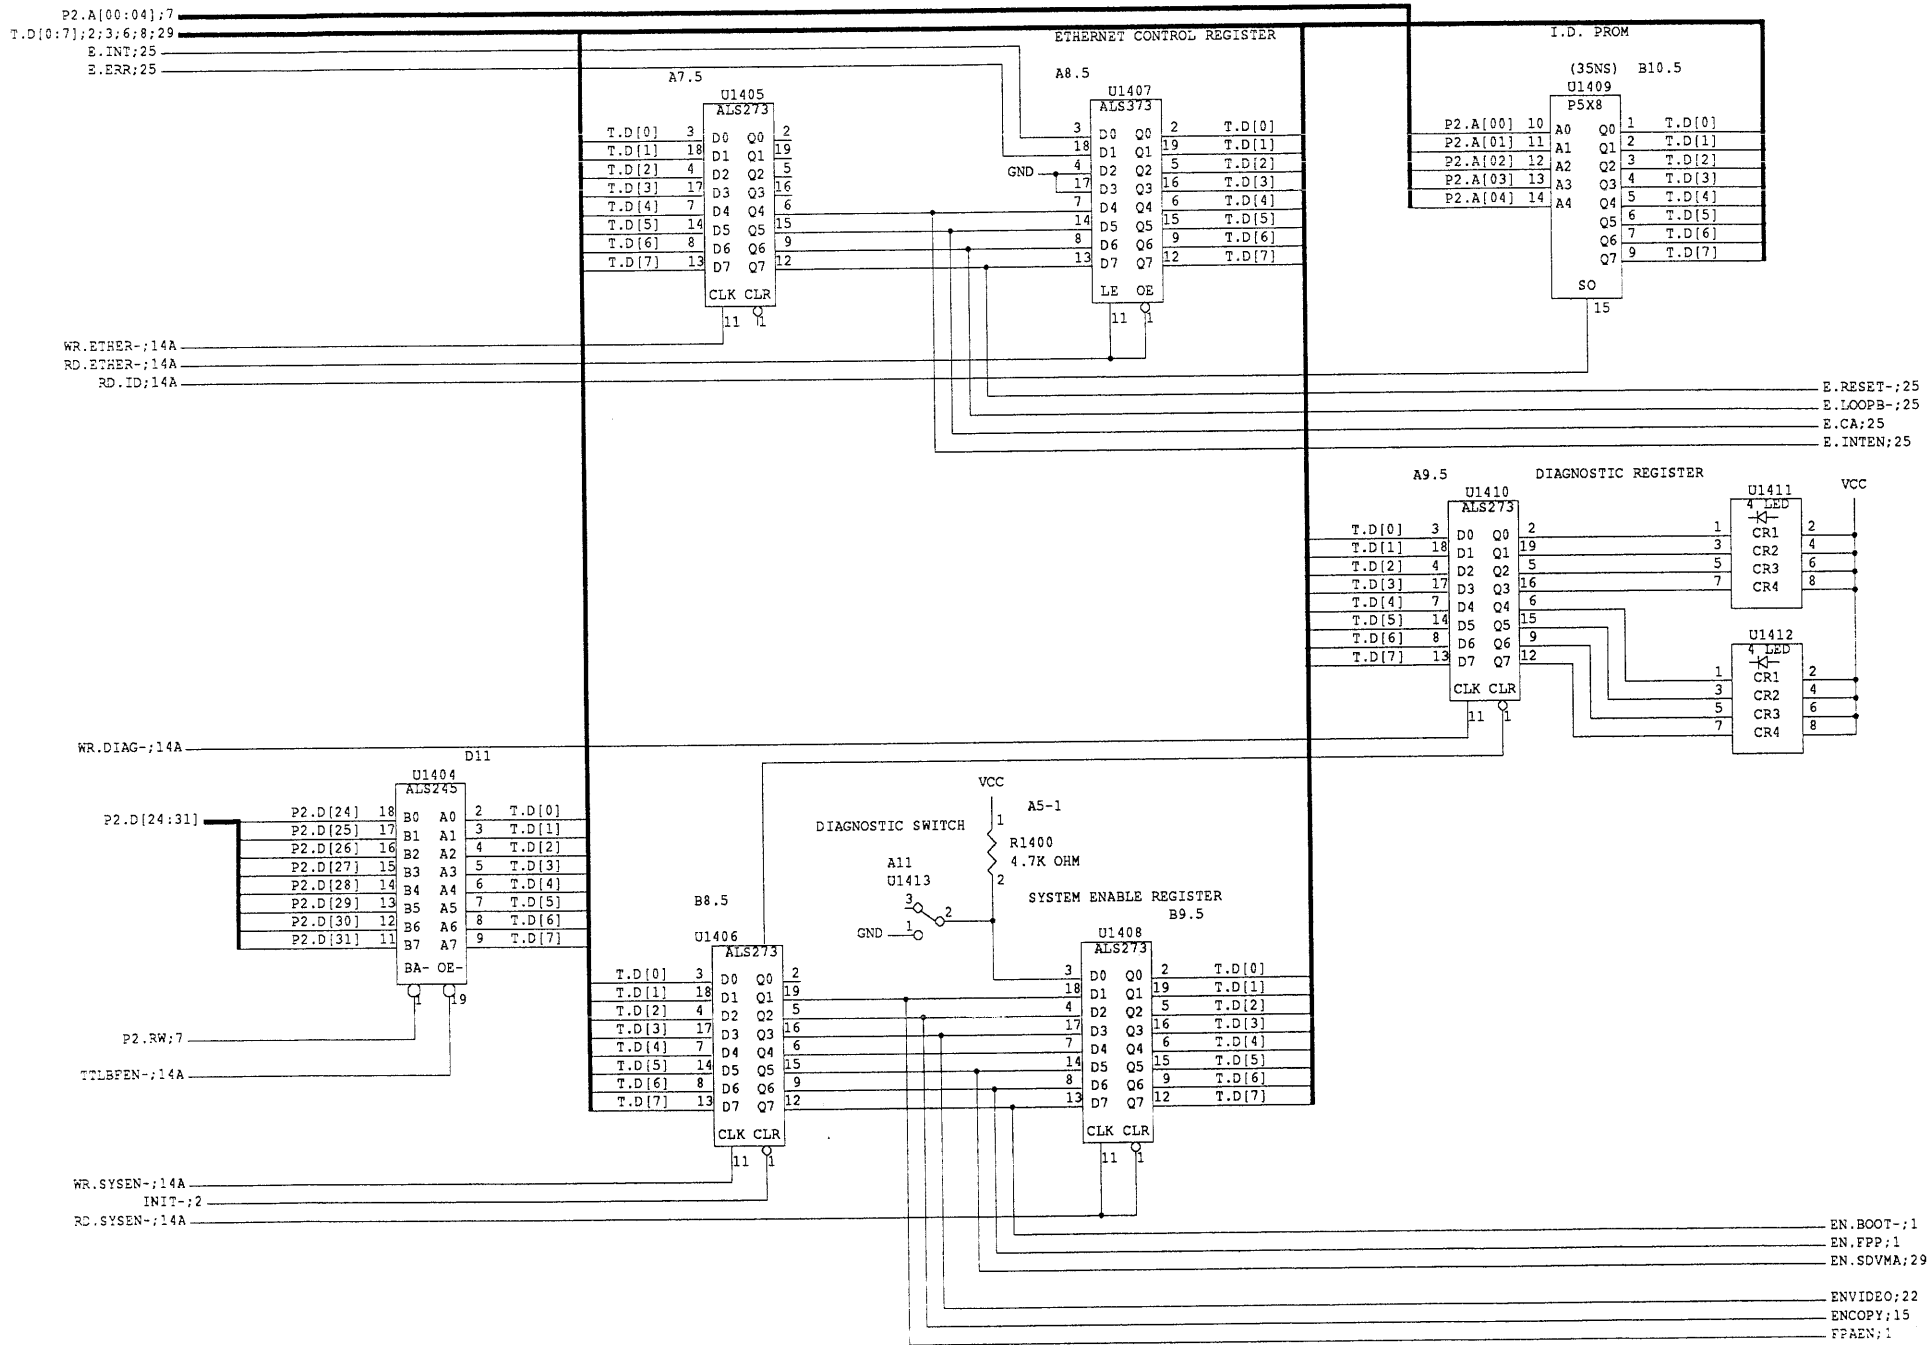 P2.A[00:04];7
T.D[0:7];2;3;6;8;29
E.INT;25
E.ERR;25
ETHERNET CONTROL REGISTER
I.D. PROM
A7.5
U1405
ALS273
T.D[0] 3 D0 Q0 2
T.D[1] 18 D1 Q1 19
T.D[2] 4 D2 Q2 5
T.D[3] 17 D3 Q3 16
T.D[4] 7 D4 Q4 6
T.D[5] 14 D5 Q5 15
T.D[6] 8 D6 Q6 9
T.D[7] 13 D7 Q7 12
CLK CLR
11 1
A8.5
U1407
ALS373
3 D0 Q0 2 T.D[0]
18 D1 Q1 19 T.D[1]
GND
4 D2 Q2 5 T.D[2]
17 D3 Q3 16 T.D[3]
7 D4 Q4 6 T.D[4]
14 D5 Q5 15 T.D[5]
8 D6 Q6 9 T.D[6]
13 D7 Q7 12 T.D[7]
LE OE
11 1
(35NS) B10.5
U1409
P5X8
P2.A[00] 10 A0 Q0 1 T.D[0]
P2.A[01] 11 A1 Q1 2 T.D[1]
P2.A[02] 12 A2 Q2 3 T.D[2]
P2.A[03] 13 A3 Q3 4 T.D[3]
P2.A[04] 14 A4 Q4 5 T.D[4]
Q5 6 T.D[5]
Q6 7 T.D[6]
Q7 9 T.D[7]
SO
15
WR.ETHER-;14A
RD.ETHER-;14A
RD.ID;14A
E.RESET-;25
E.LOOPB-;25
E.CA;25
E.INTEN;25
A9.5
DIAGNOSTIC REGISTER
U1410
ALS273
T.D[0] 3 D0 Q0 2
T.D[1] 18 D1 Q1 19
T.D[2] 4 D2 Q2 5
T.D[3] 17 D3 Q3 16
T.D[4] 7 D4 Q4 6
T.D[5] 14 D5 Q5 15
T.D[6] 8 D6 Q6 9
T.D[7] 13 D7 Q7 12
CLK CLR
11 1
U1411
VCC
4 LED
1 CR1 2
3 CR2 4
5 CR3 6
7 CR4 8
U1412
4 LED
1 CR1 2
3 CR2 4
5 CR3 6
7 CR4 8
WR.DIAG-;14A
D11
U1404
ALS245
P2.D[24:31]
P2.D[24] 18 B0 A0 2 T.D[0]
P2.D[25] 17 B1 A1 3 T.D[1]
P2.D[26] 16 B2 A2 4 T.D[2]
P2.D[27] 15 B3 A3 5 T.D[3]
P2.D[28] 14 B4 A4 6 T.D[4]
P2.D[29] 13 B5 A5 7 T.D[5]
P2.D[30] 12 B6 A6 8 T.D[6]
P2.D[31] 11 B7 A7 9 T.D[7]
BA- OE-
1 19
P2.RW;7
TTLBFEN-;14A
VCC
A5-1
1
DIAGNOSTIC SWITCH
R1400
4.7K OHM
2
A11
U1413
3
2
1
GND
SYSTEM ENABLE REGISTER
B8.5
U1406
ALS273
T.D[0] 3 D0 Q0 2
T.D[1] 18 D1 Q1 19
T.D[2] 4 D2 Q2 5
T.D[3] 17 D3 Q3 16
T.D[4] 7 D4 Q4 6
T.D[5] 14 D5 Q5 15
T.D[6] 8 D6 Q6 9
T.D[7] 13 D7 Q7 12
CLK CLR
11 1
B9.5
U1408
ALS273
3 D0 Q0 2 T.D[0]
18 D1 Q1 19 T.D[1]
4 D2 Q2 5 T.D[2]
17 D3 Q3 16 T.D[3]
7 D4 Q4 6 T.D[4]
14 D5 Q5 15 T.D[5]
8 D6 Q6 9 T.D[6]
13 D7 Q7 12 T.D[7]
CLK CLR
11 1
WR.SYSEN-;14A
INIT-;2
RD.SYSEN-;14A
EN.BOOT-;1
EN.FPP;1
EN.SDVMA;29
ENVIDEO;22
ENCOPY;15
FPAEN;1